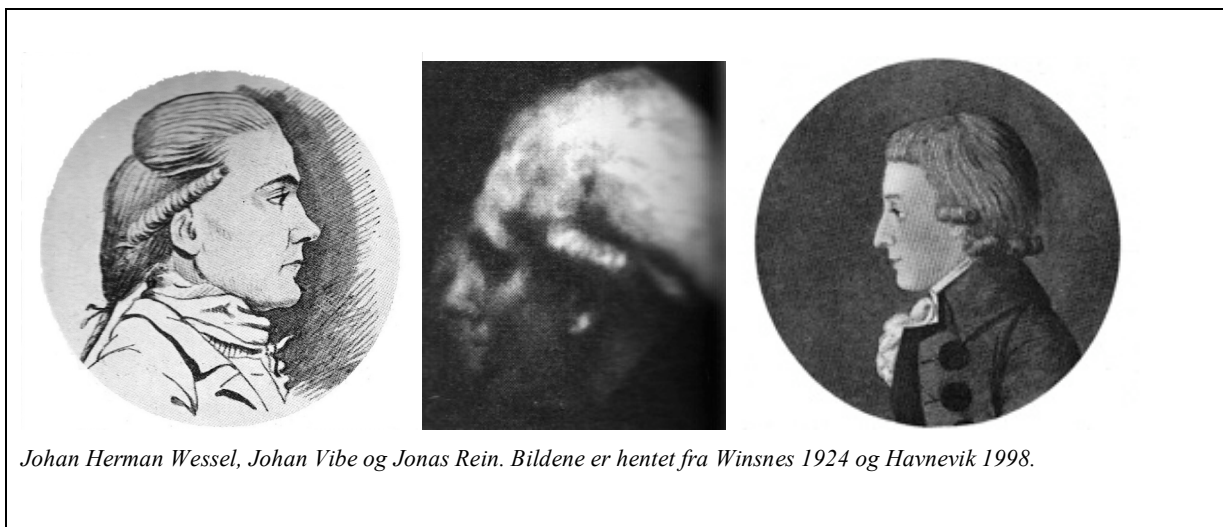 Johan Herman Wessel, Johan Vibe og Jonas Rein. Bildene er hentet fra Winsnes 1924 og Havnevik 1998.